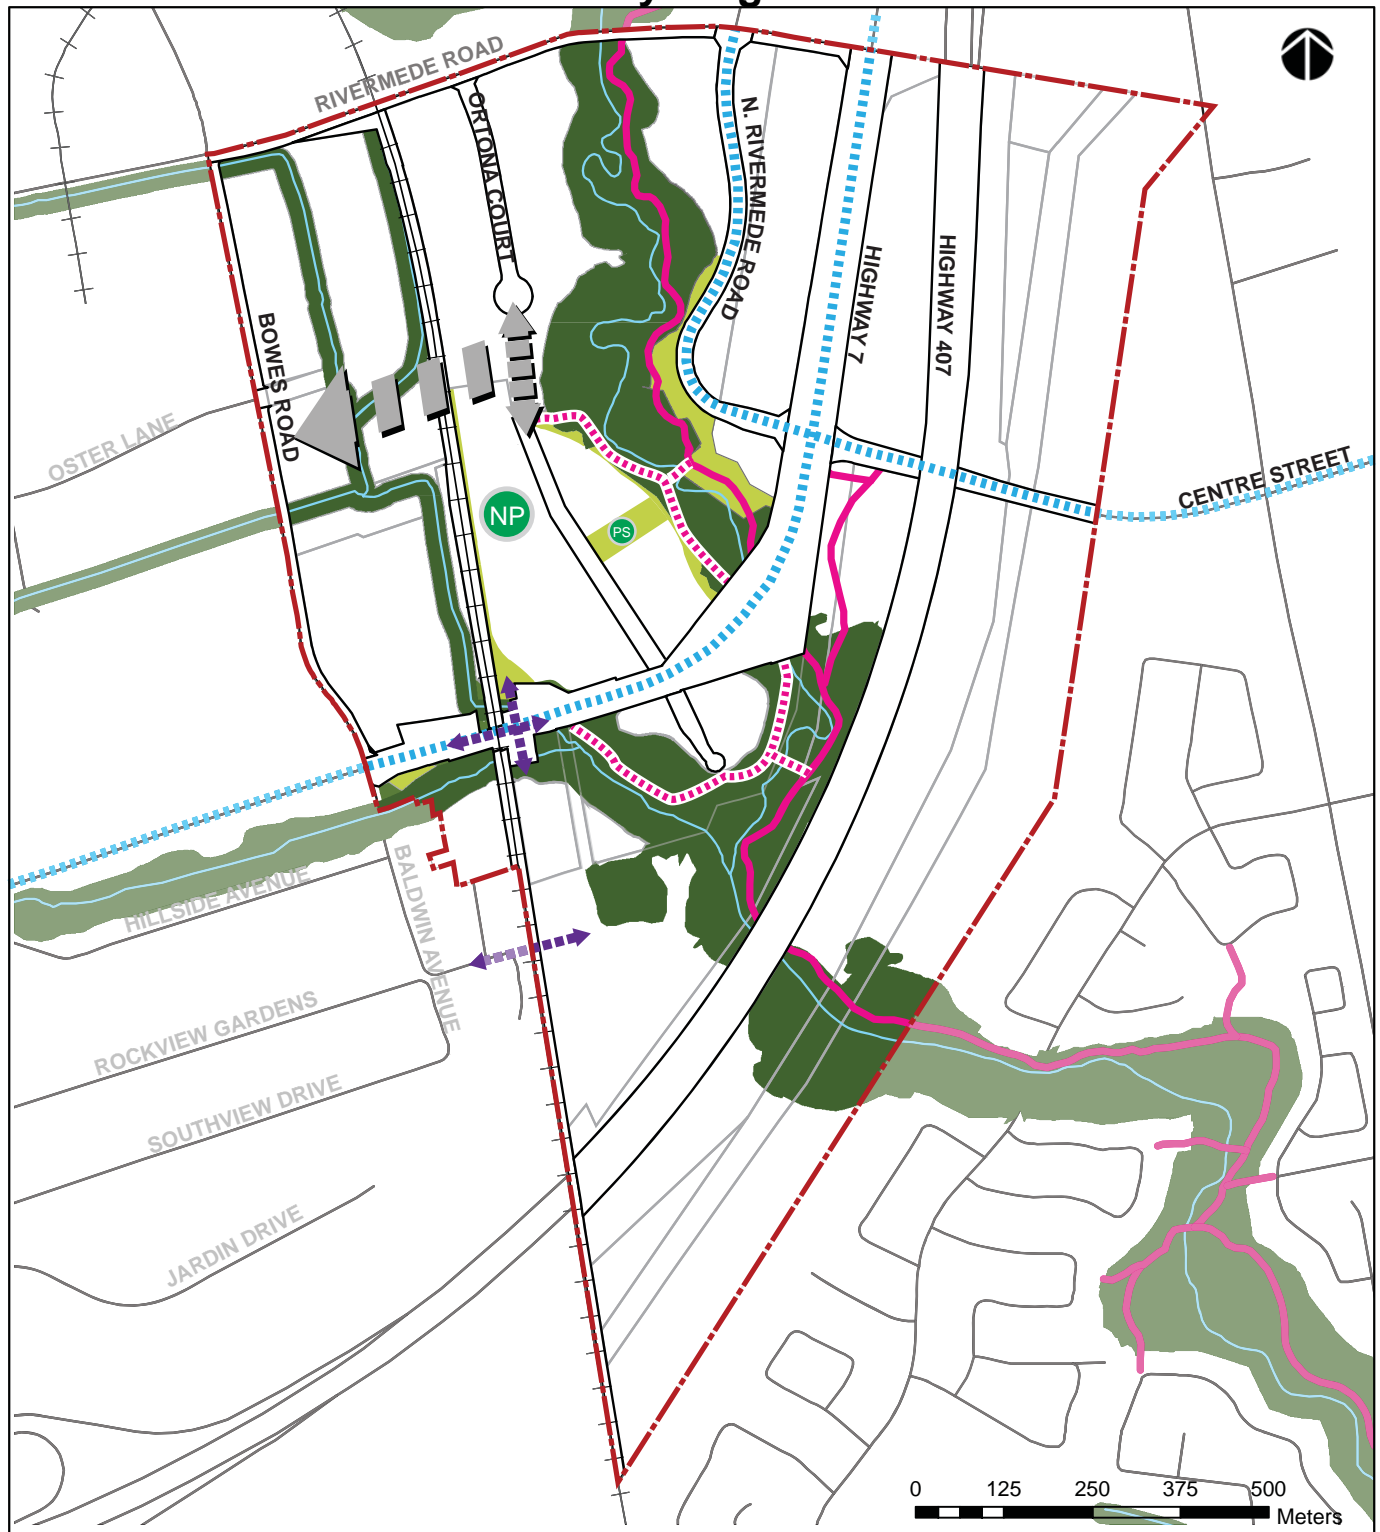 RIVERMEDE ROAD
ORTONA COURT
N. RIVERMEDE ROAD
HIGHWAY 7
HIGHWAY 407
BOWES ROAD
OSTER LANE
CENTRE STREET
NP
PS
HILLSIDE AVENUE
BALDWIN AVENUE
ROCKVIEW GARDENS
SOUTHVIEW DRIVE
JARDIN DRIVE
0 125 250 375 500
Meters